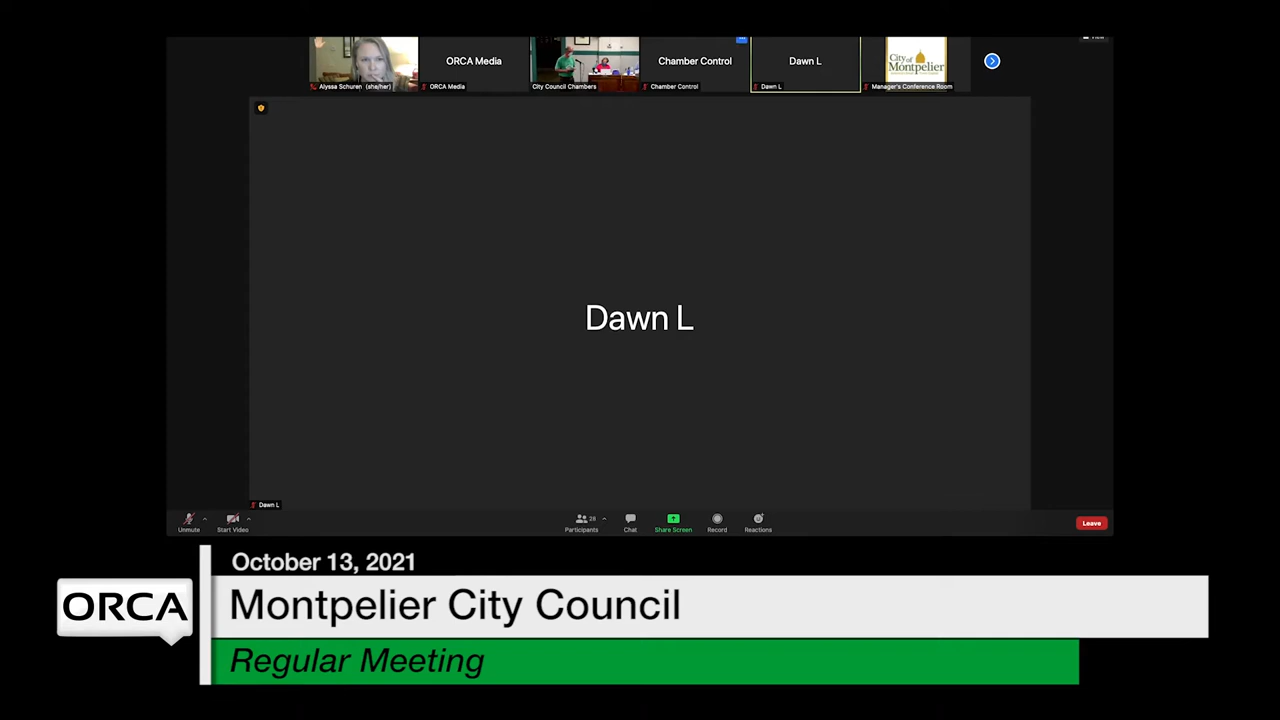 View
ORCA Media
Chamber Control
Dawn L
City of
Montpelier
Alyssa Schuren (she/her)
ORCA Media
City Council Chambers
Chamber Control
Dawn L
Manager's Conference Room
Dawn L
Dawn L
Unmute
Start Video
28
Participants
Chat
Share Screen
Record
Reactions
Leave
October 13, 2021
ORCA
Montpelier City Council
Regular Meeting